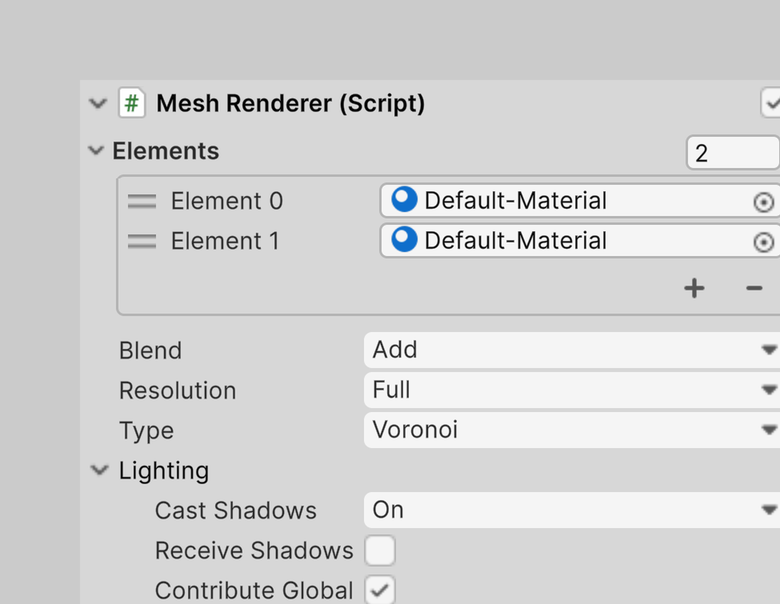 # Mesh Renderer (Script)
Elements 2
Element 0 Default-Material
Element 1 Default-Material
+ −
Blend Add
Resolution Full
Type Voronoi
Lighting
Cast Shadows On
Receive Shadows
Contribute Global